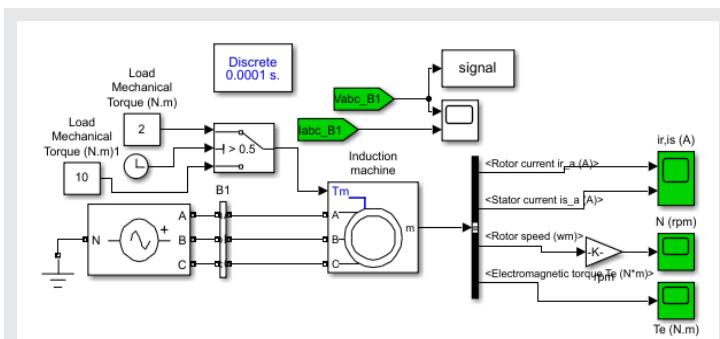 Load
Mechanical
Torque (N.m)
2
Load
Mechanical
Torque (N.m)1
10
Discrete
0.0001 s.
> 0.5
Vabc_B1
Iabc_B1
signal
B1
N
+
A
B
C
Induction
machine
Tm
A
B
C
m
<Rotor current ir_a (A)>
<Stator current is_a (A)>
<Rotor speed (wm)>
<Electromagnetic torque Te (N*m)>
-K-
rpm
ir,is (A)
N (rpm)
Te (N.m)